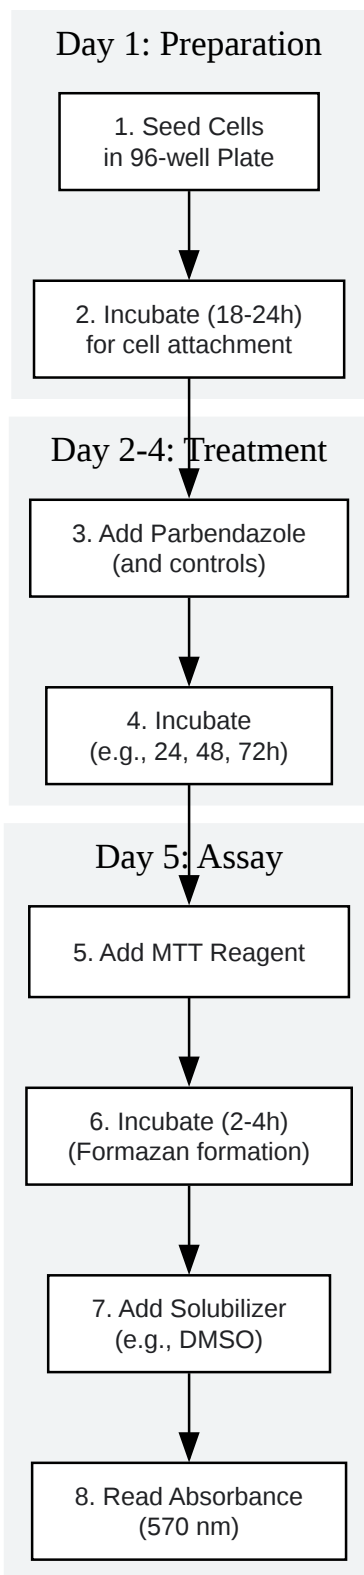 Day 1: Preparation
1. Seed Cells
in 96-well Plate
2. Incubate (18-24h)
for cell attachment
Day 2-4: Treatment
3. Add Parbendazole
(and controls)
4. Incubate
(e.g., 24, 48, 72h)
Day 5: Assay
5. Add MTT Reagent
6. Incubate (2-4h)
(Formazan formation)
7. Add Solubilizer
(e.g., DMSO)
8. Read Absorbance
(570 nm)